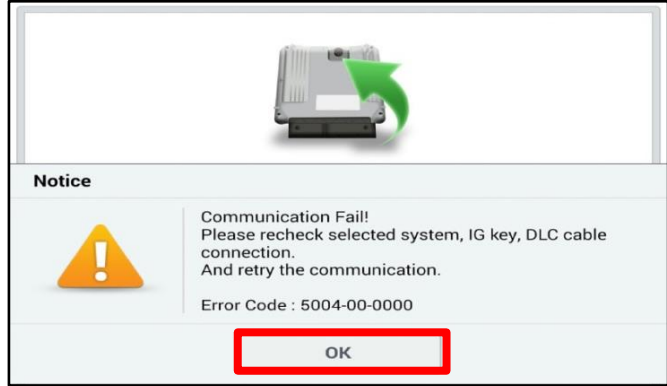 Notice
Communication Fail!
Please recheck selected system, IG key, DLC cable
connection.
And retry the communication.
Error Code : 5004-00-0000
OK